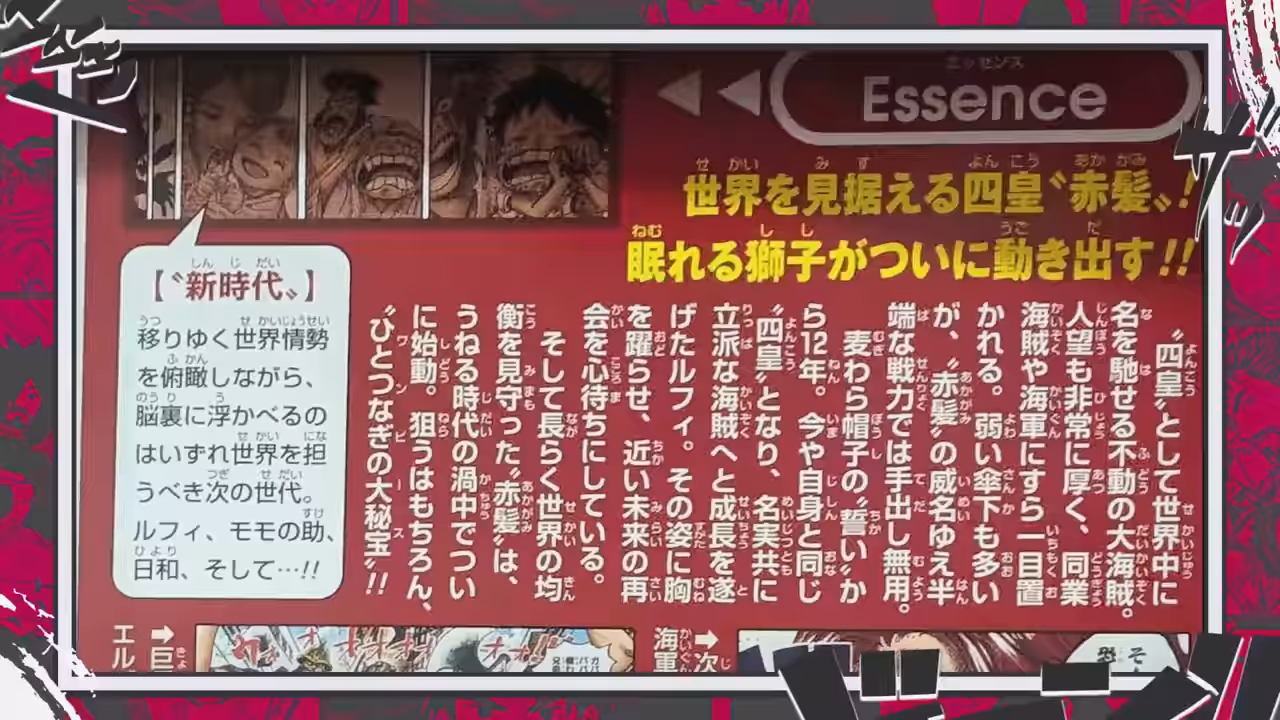 Essence
世界を見据える四皇〝赤髪〟!
眠れる獅子がついに動き出す!!
〝四皇〟として世界中に
名を馳せる不動の大海賊。
人望も非常に厚く、同業
海賊や海軍にすら一目置
かれる。弱い傘下も多い
が、〝赤髪〟の威名ゆえ半
端な戦力では手出し無用。
麦わら帽子の〝誓い〟か
ら12年。今や自身と同じ
〝四皇〟となり、名実共に
立派な海賊へと成長を遂
げたルフィ。その姿に胸
を躍らせ、近い未来の再
会を心待ちにしている。
そして長らく世界の均
衡を見守った〝赤髪〟は、
うねる時代の渦中でつい
に始動。狙うはもちろん、
〝ひとつなぎの大秘宝〟!!
【〝新時代〟】
移りゆく世界情勢
を俯瞰しながら、
脳裏に浮かべるの
はいずれ世界を担
うべき次の世代。
ルフィ、モモの助、
日和、そして…!!
➡次
海軍
➡巨
エル